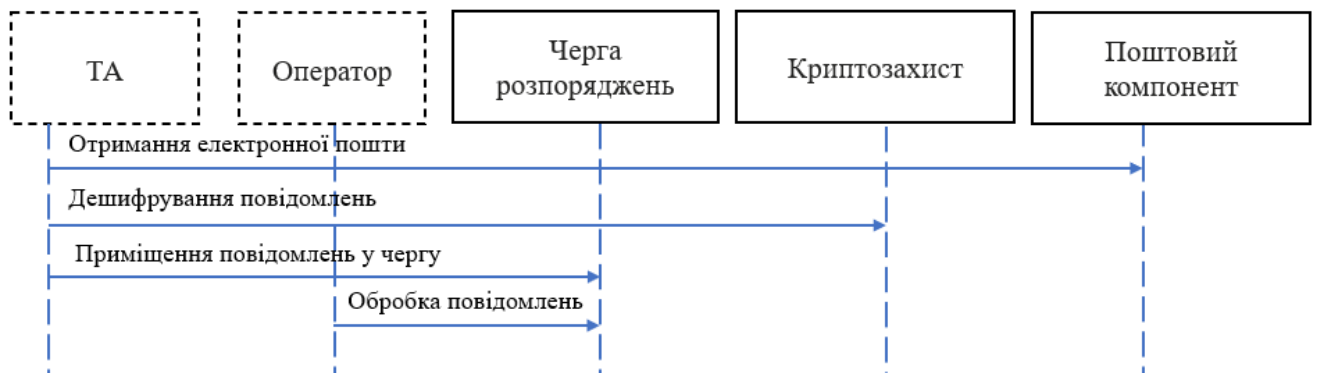 ТА
Оператор
Черга
розпоряджень
Криптозахист
Поштовий
компонент
Отримання електронної пошти
Дешифрування повідомлень
Приміщення повідомлень у чергу
Обробка повідомлень